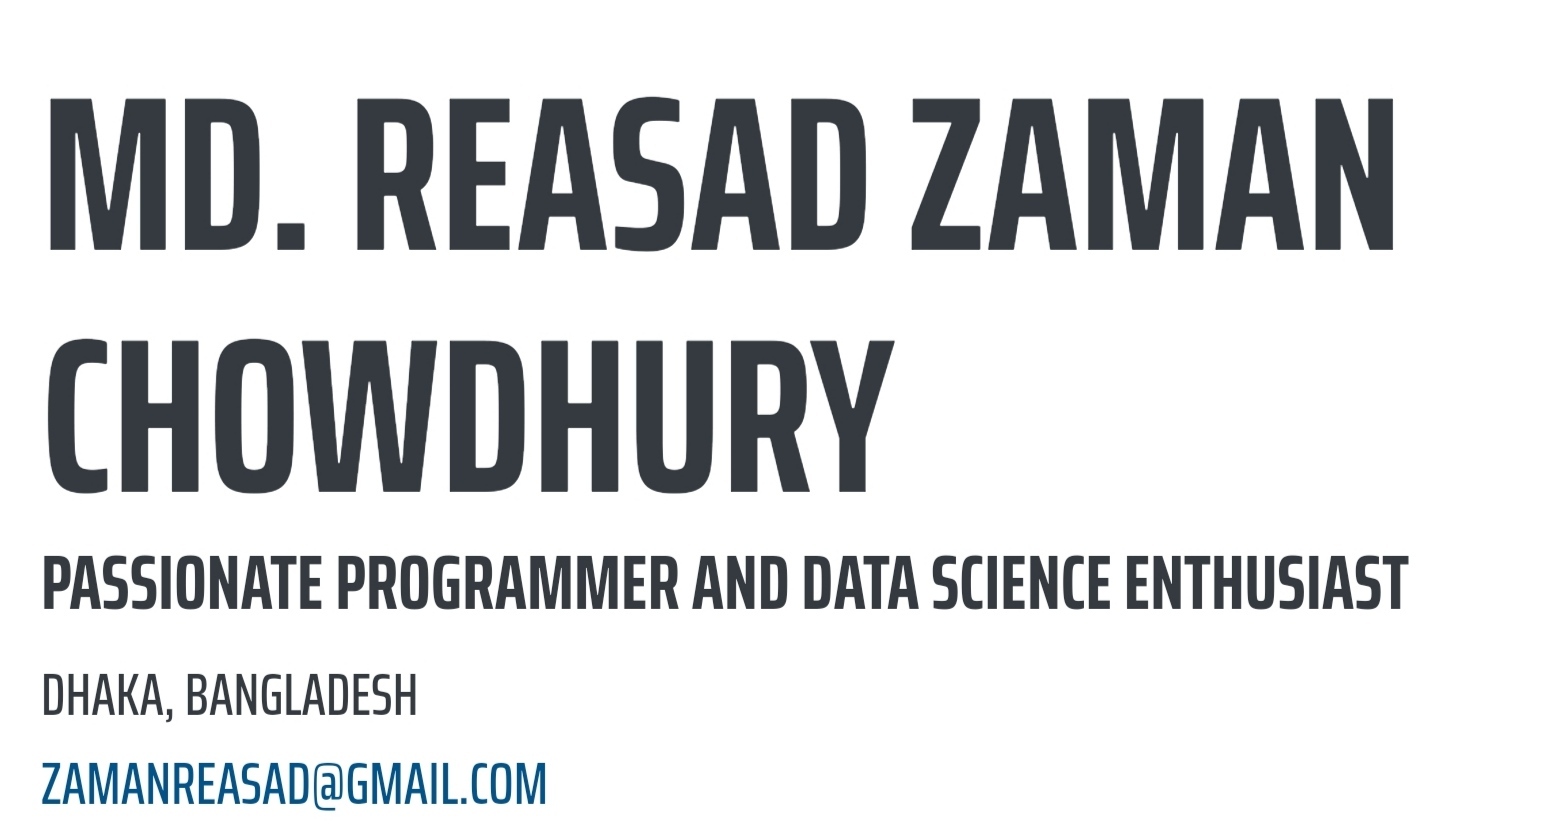 MD. REASAD ZAMAN
CHOWDHURY
PASSIONATE PROGRAMMER AND DATA SCIENCE ENTHUSIAST
DHAKA, BANGLADESH
ZAMANREASAD@GMAIL.COM